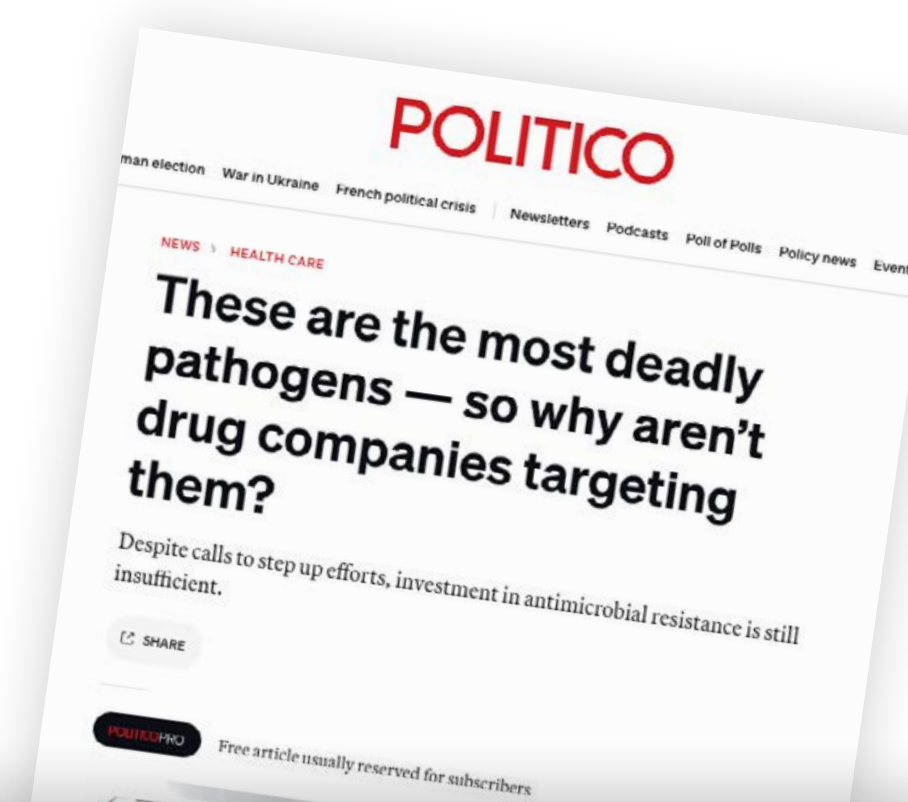 POLITICO
man election War in Ukraine French political crisis Newsletters Podcasts Poll of Polls Policy news Event
NEWS › HEALTH CARE
These are the most deadly
pathogens — so why aren’t
drug companies targeting
them?
Despite calls to step up efforts, investment in antimicrobial resistance is still
insufficient.
SHARE
POLITICOPRO Free article usually reserved for subscribers